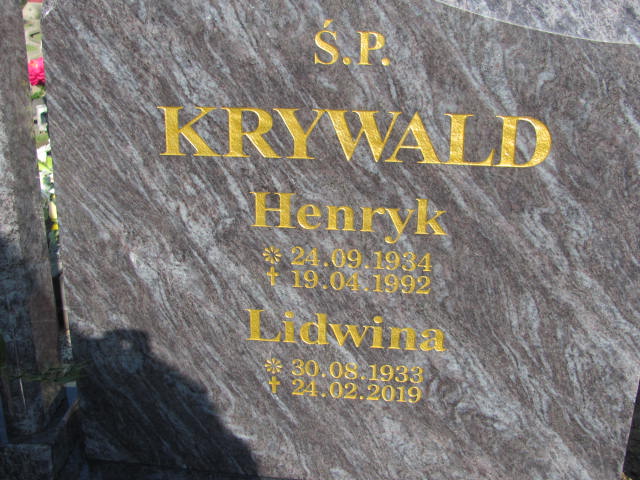 Ś.P.
KRYWALD
Henryk
* 24.09.1934
✝ 19.04.1992
Lidwina
* 30.08.1933
✝ 24.02.2019